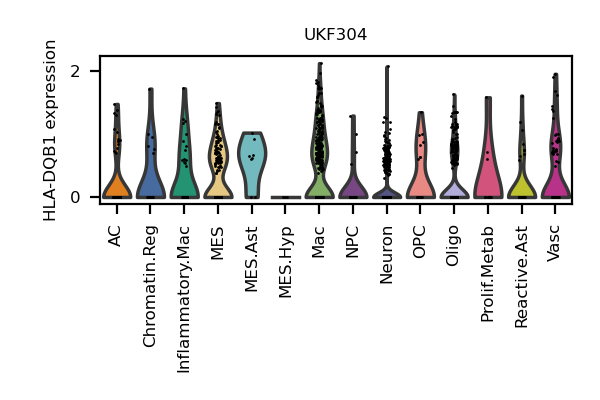 UKF304
HLA-DQB1 expression
2
0
AC
Chromatin.Reg
Inflammatory.Mac
MES
MES.Ast
MES.Hyp
Mac
NPC
Neuron
OPC
Oligo
Prolif.Metab
Reactive.Ast
Vasc